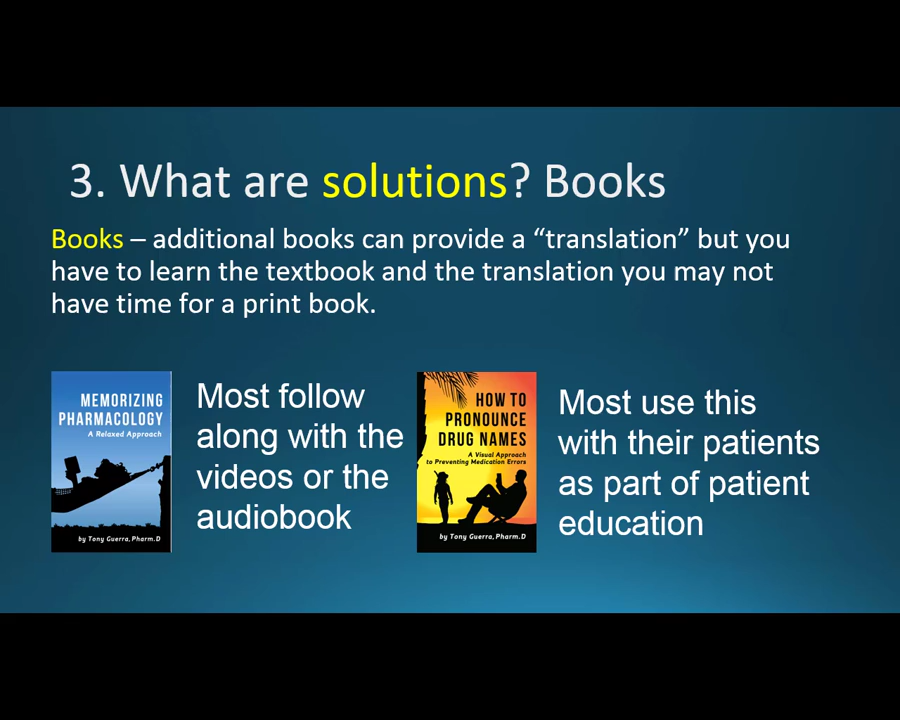 3. What are solutions? Books
Books – additional books can provide a “translation” but you
have to learn the textbook and the translation you may not
have time for a print book.
MEMORIZING
PHARMACOLOGY
A Relaxed Approach
by Tony Guerra, Pharm.D
Most follow
along with the
videos or the
audiobook
HOW TO
PRONOUNCE
DRUG NAMES
A Visual Approach
to Preventing Medication Errors
by Tony Guerra, Pharm.D
Most use this
with their patients
as part of patient
education